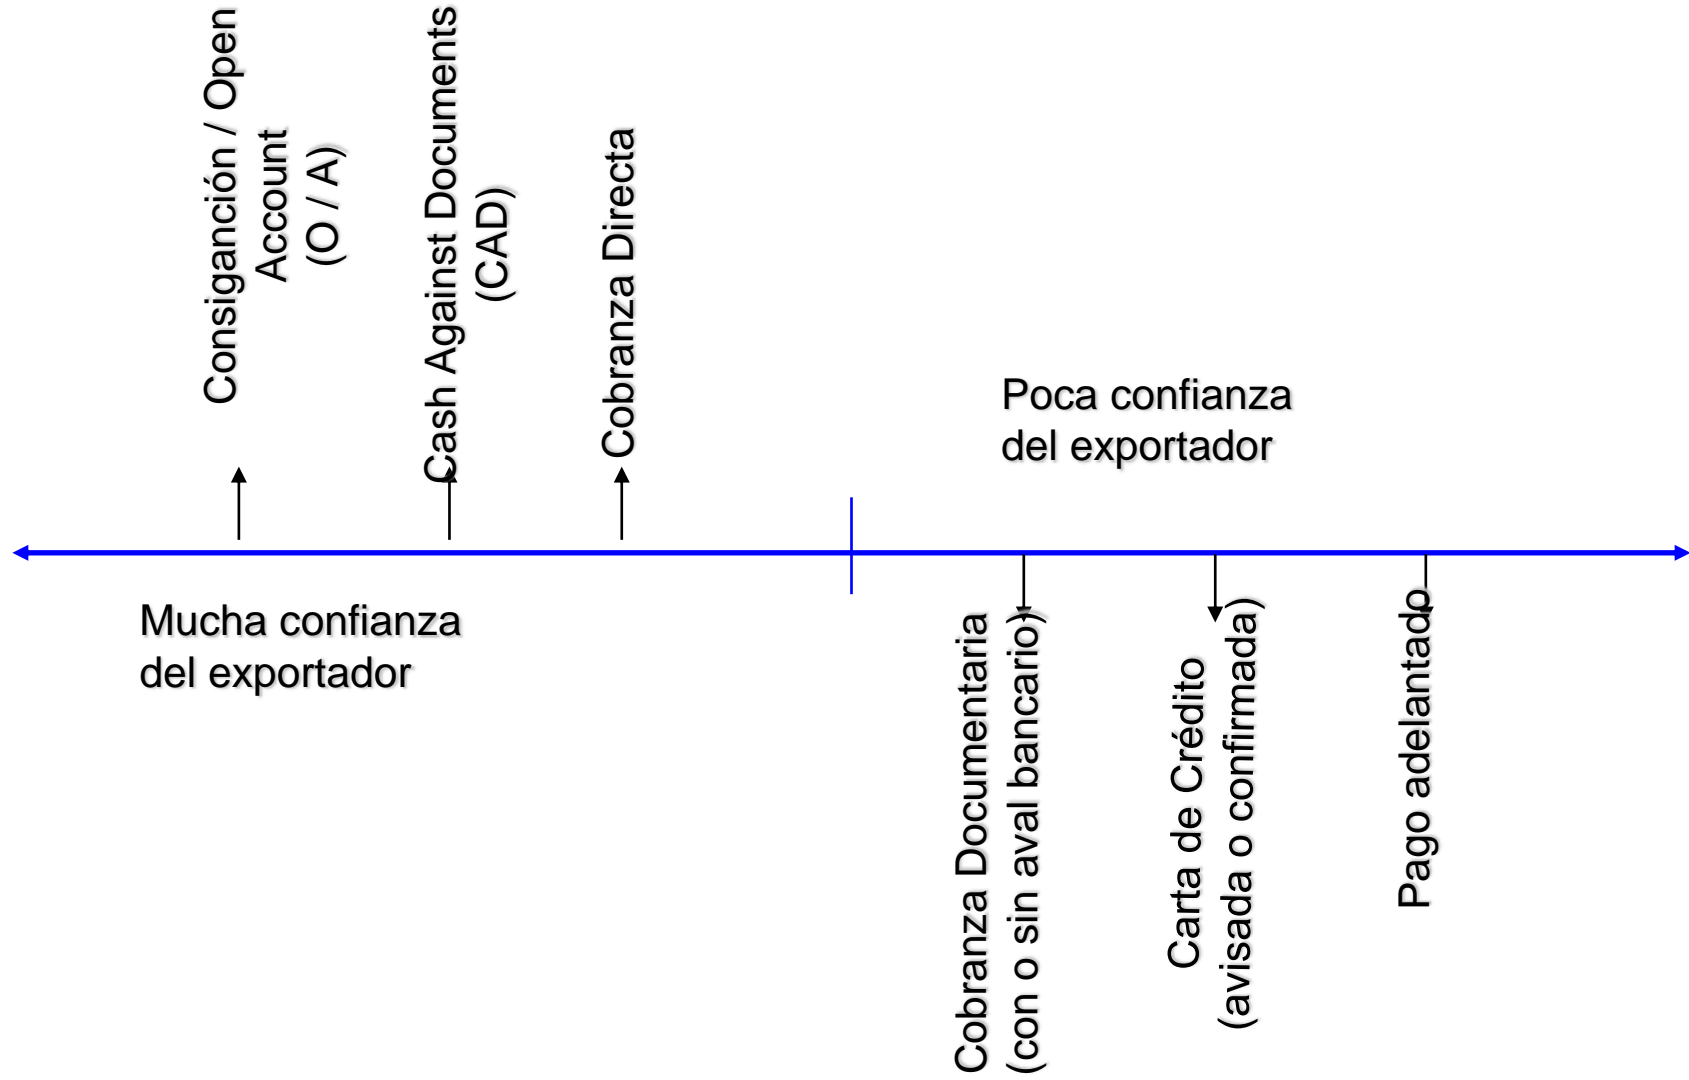 Consigación / Open
Account
(O / A)
Cash Against Documents
(CAD)
Cobranza Directa
Poca confianza
del exportador
Mucha confianza
del exportador
Cobranza Documentaria
(con o sin aval bancario)
Carta de Crédito
(avisada o confirmada)
Pago adelantado